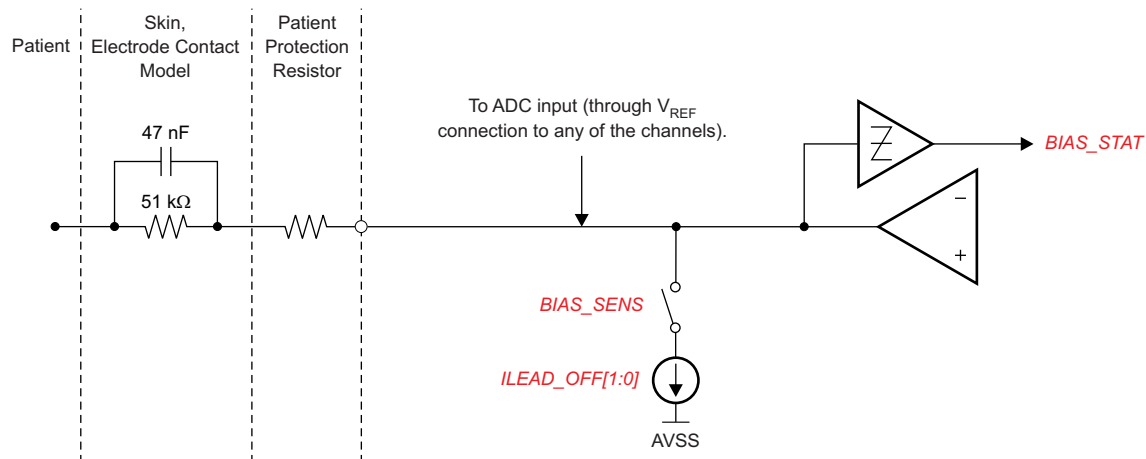 Patient
Skin,
Electrode Contact
Model
Patient
Protection
Resistor
47 nF
51 kΩ
To ADC input (through VREF
connection to any of the channels).
BIAS_STAT
−
+
BIAS_SENS
ILEAD_OFF[1:0]
AVSS